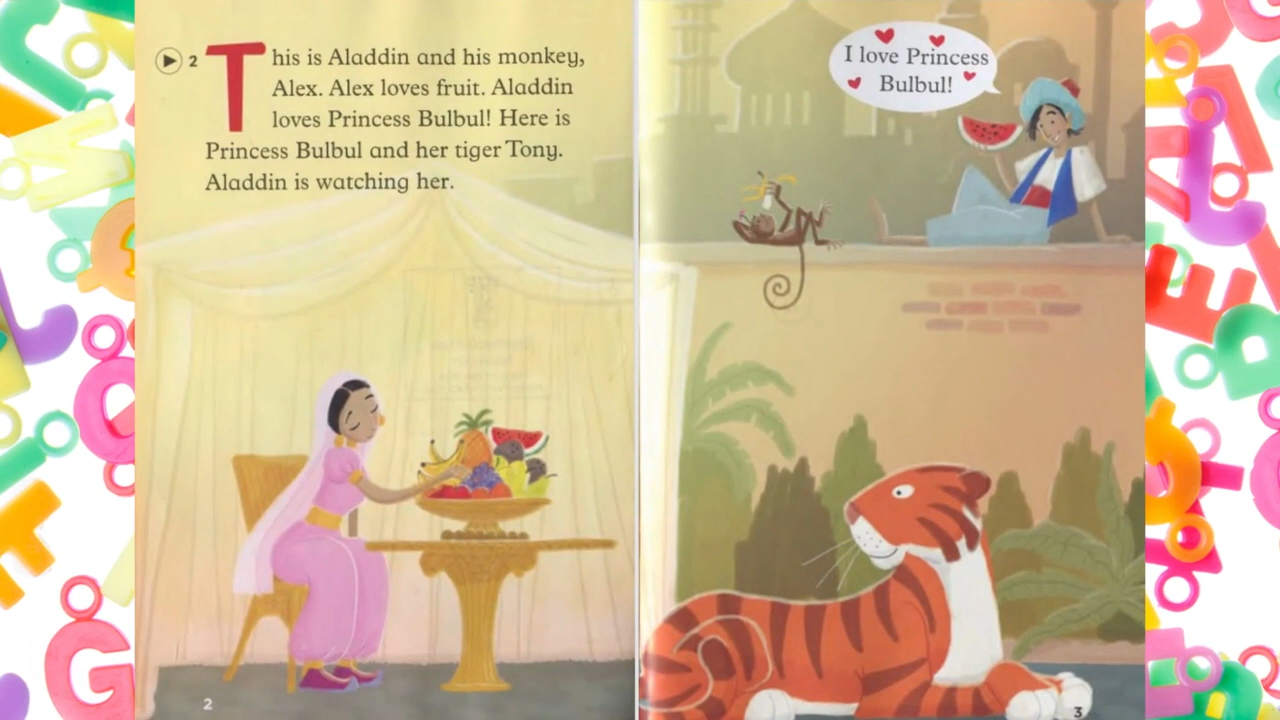 2
This is Aladdin and his monkey,
Alex. Alex loves fruit. Aladdin
loves Princess Bulbul! Here is
Princess Bulbul and her tiger Tony.
Aladdin is watching her.
2
I love Princess
Bulbul!
3